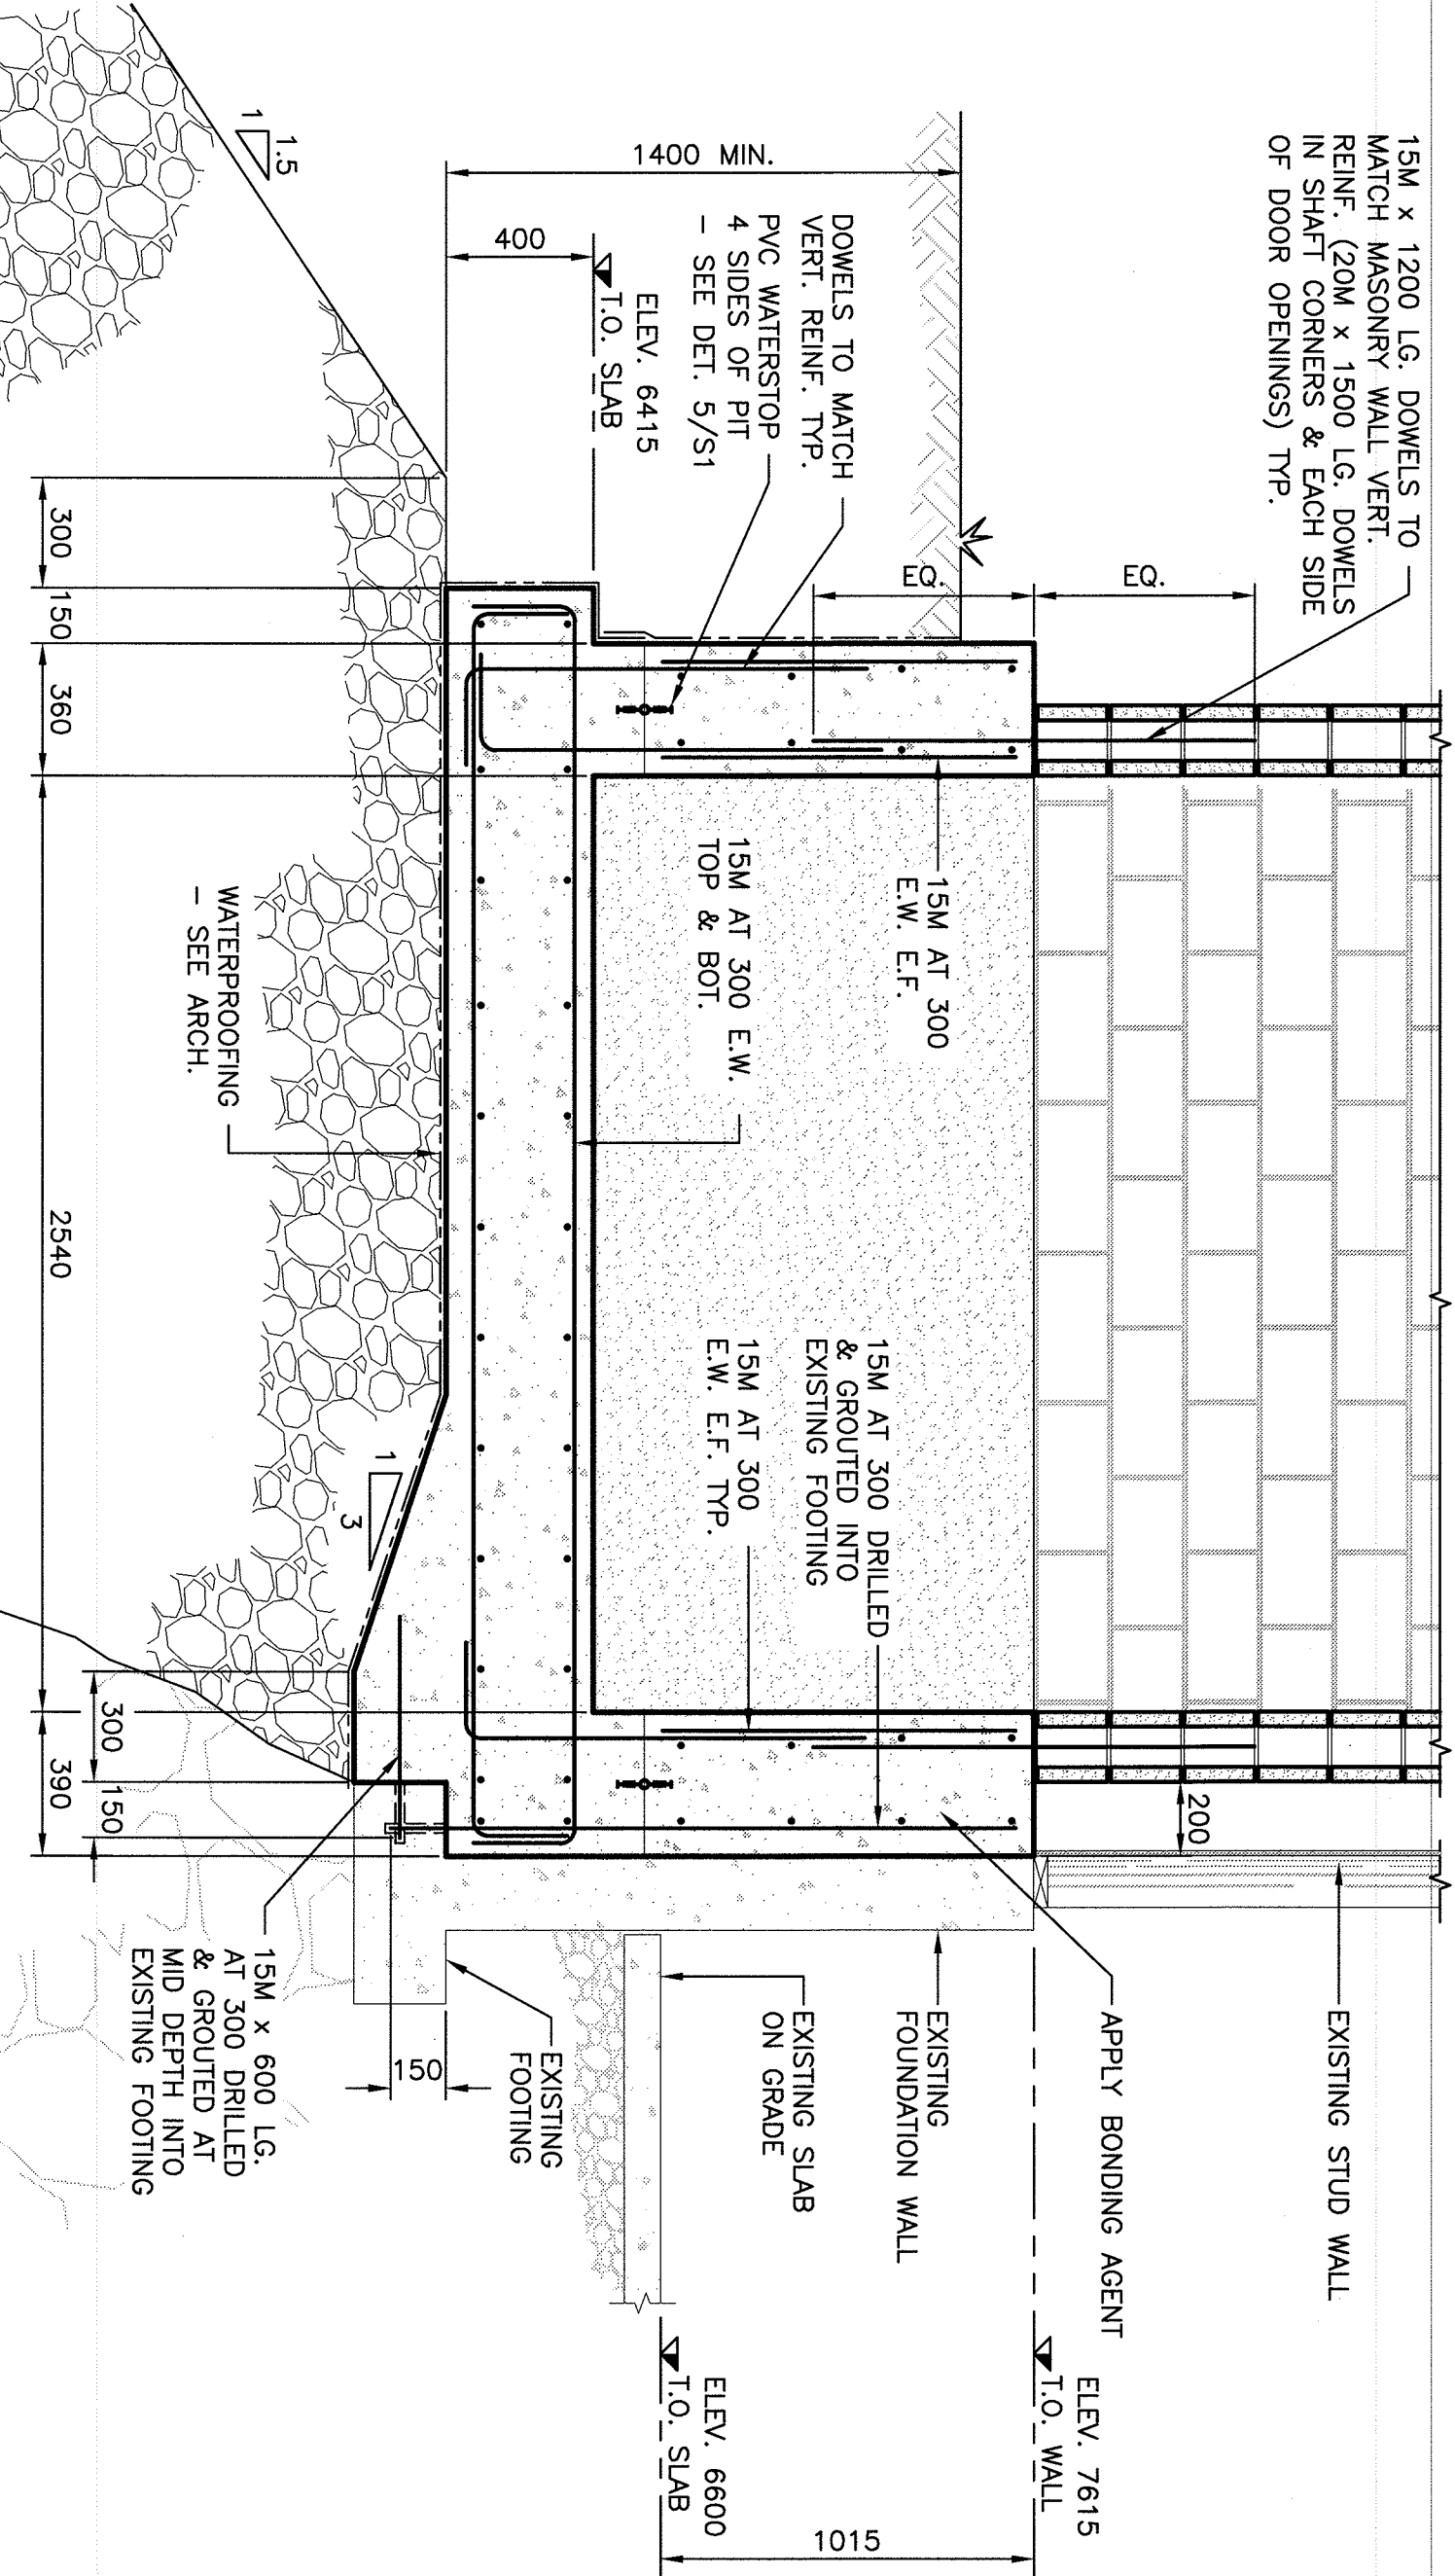 15M x 1200 LG. DOWELS TO
MATCH MASONRY WALL VERT.
REINF. (20M x 1500 LG. DOWELS
IN SHAFT CORNERS & EACH SIDE
OF DOOR OPENINGS) TYP.
EXISTING STUD WALL
200
EQ.
EQ.
APPLY BONDING AGENT
ELEV. 7615
T.O. WALL
1400 MIN.
15M AT 300
E.W. E.F.
15M AT 300 DRILLED
& GROUTED INTO
EXISTING FOOTING
EXISTING
FOUNDATION WALL
1015
DOWELS TO MATCH
VERT. REINF. TYP.
PVC WATERSTOP
4 SIDES OF PIT
- SEE DET. 5/S1
15M AT 300 E.W.
TOP & BOT.
15M AT 300
E.W. E.F. TYP.
EXISTING SLAB
ON GRADE
ELEV. 6600
T.O. SLAB
ELEV. 6415
T.O. SLAB
400
EXISTING
FOOTING
150
1.5
1
1
3
WATERPROOFING
- SEE ARCH.
15M x 600 LG.
AT 300 DRILLED
& GROUTED AT
MID DEPTH INTO
EXISTING FOOTING
300
150
300
150
360
2540
390